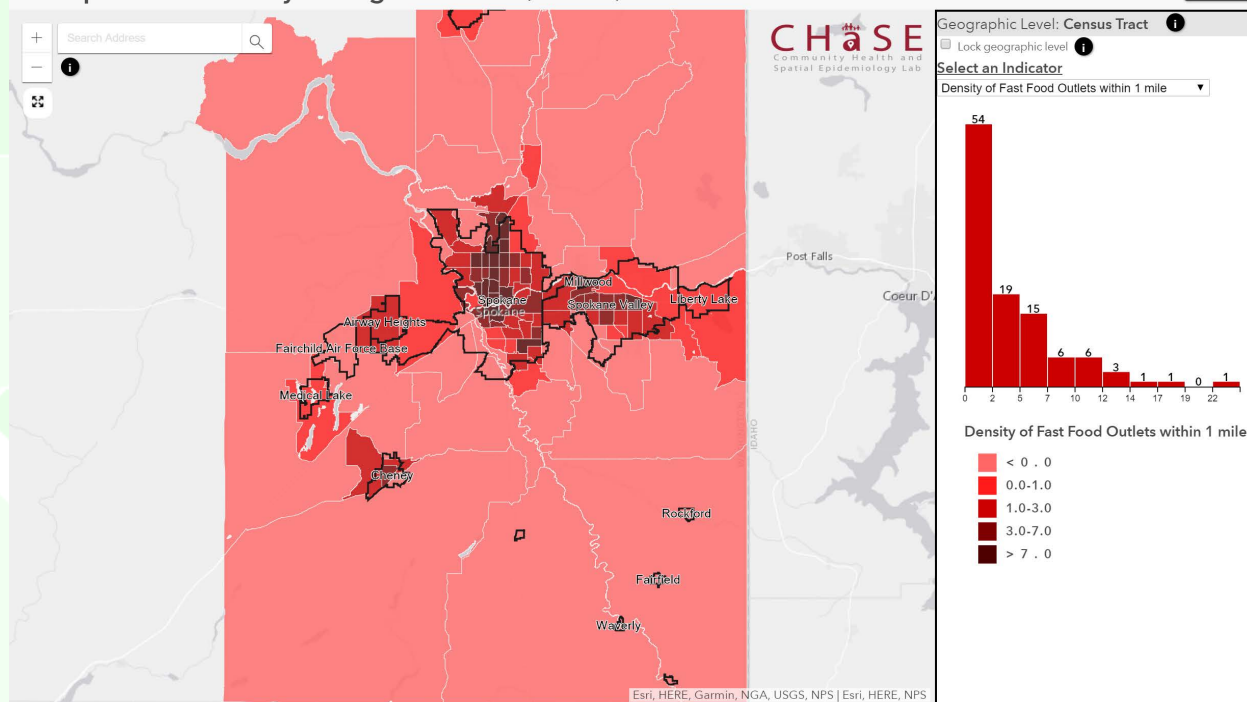 +
Search Address
−
i
CHaSE
Community Health and
Spatial Epidemiology Lab
Post Falls
Coeur D'
Millwood
Spokane
Spokane
Spokane Valley
Liberty Lake
Airway Heights
Fairchild Air Force Base
Medical Lake
Cheney
IDAHO
Rockford
Fairfield
Waverly
Esri, HERE, Garmin, NGA, USGS, NPS | Esri, HERE, NPS
Geographic Level: Census Tract i
Lock geographic level i
Select an Indicator
Density of Fast Food Outlets within 1 mile ▼
54
19
15
6 6
3
1 1
0
1
0 2 5 7 10 12 14 17 19 22
Density of Fast Food Outlets within 1 mile
< 0 . 0
0.0-1.0
1.0-3.0
3.0-7.0
> 7 . 0